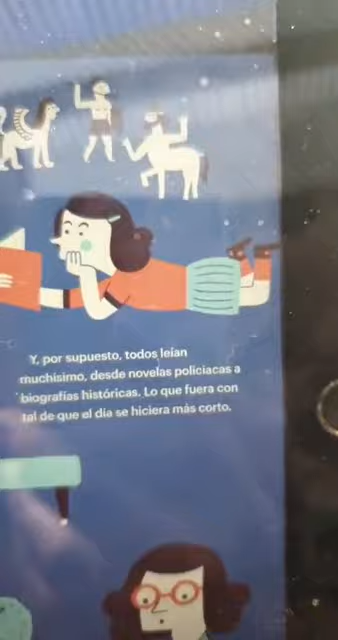 Y, por supuesto, todos leían
muchísimo, desde novelas policiacas a
biografías históricas. Lo que fuera con
tal de que el día se hiciera más corto.